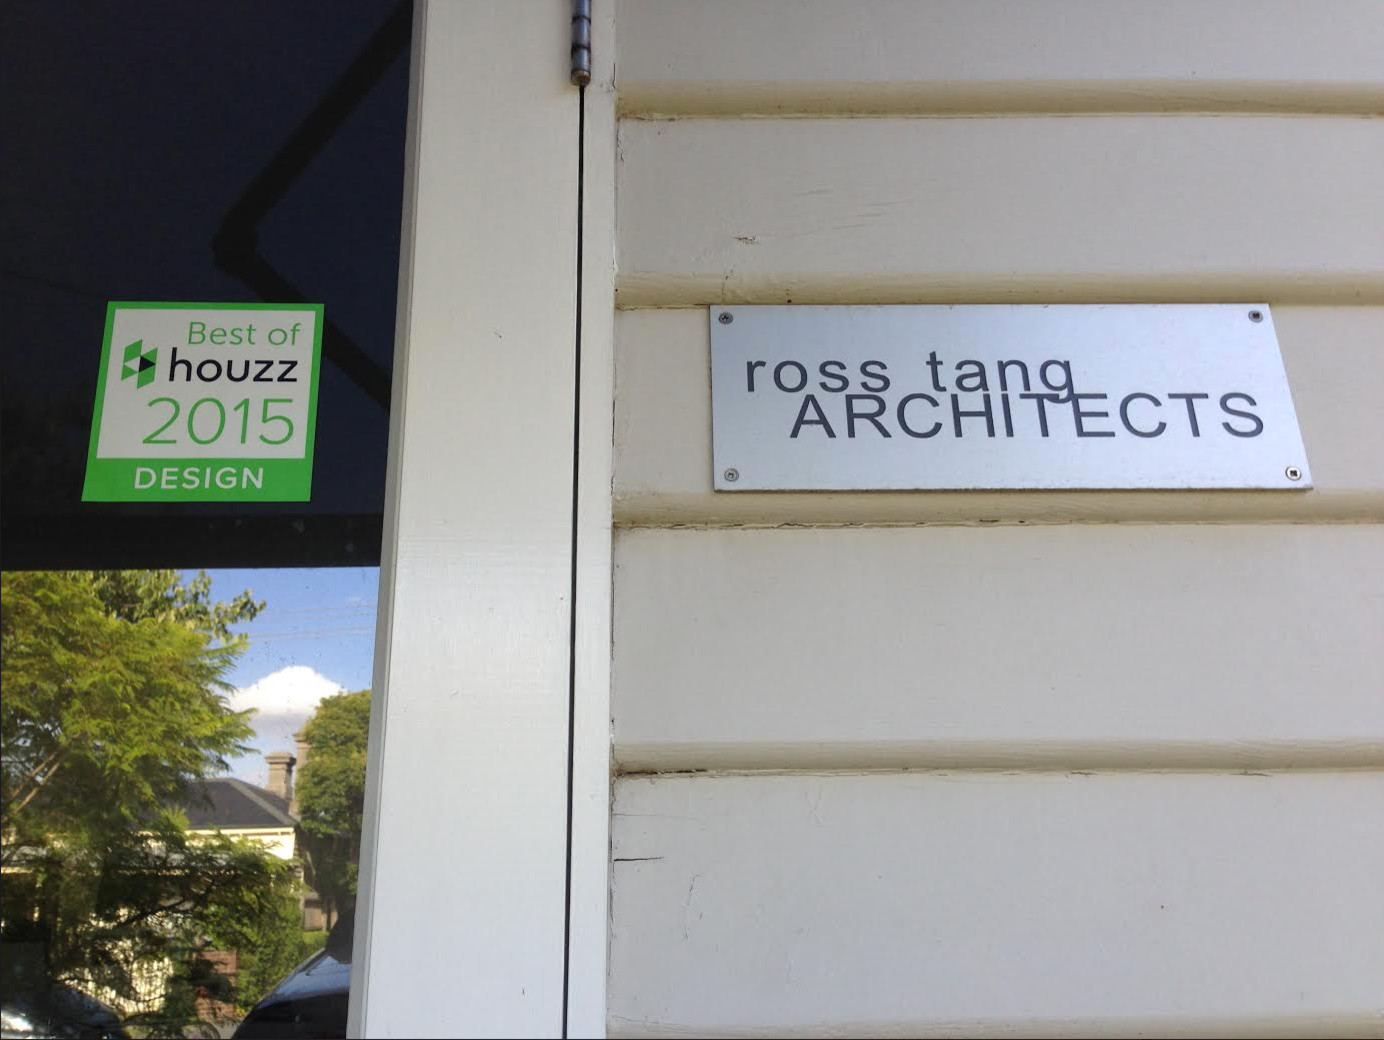 Best of
houzz
2015
DESIGN
ross tang
ARCHITECTS